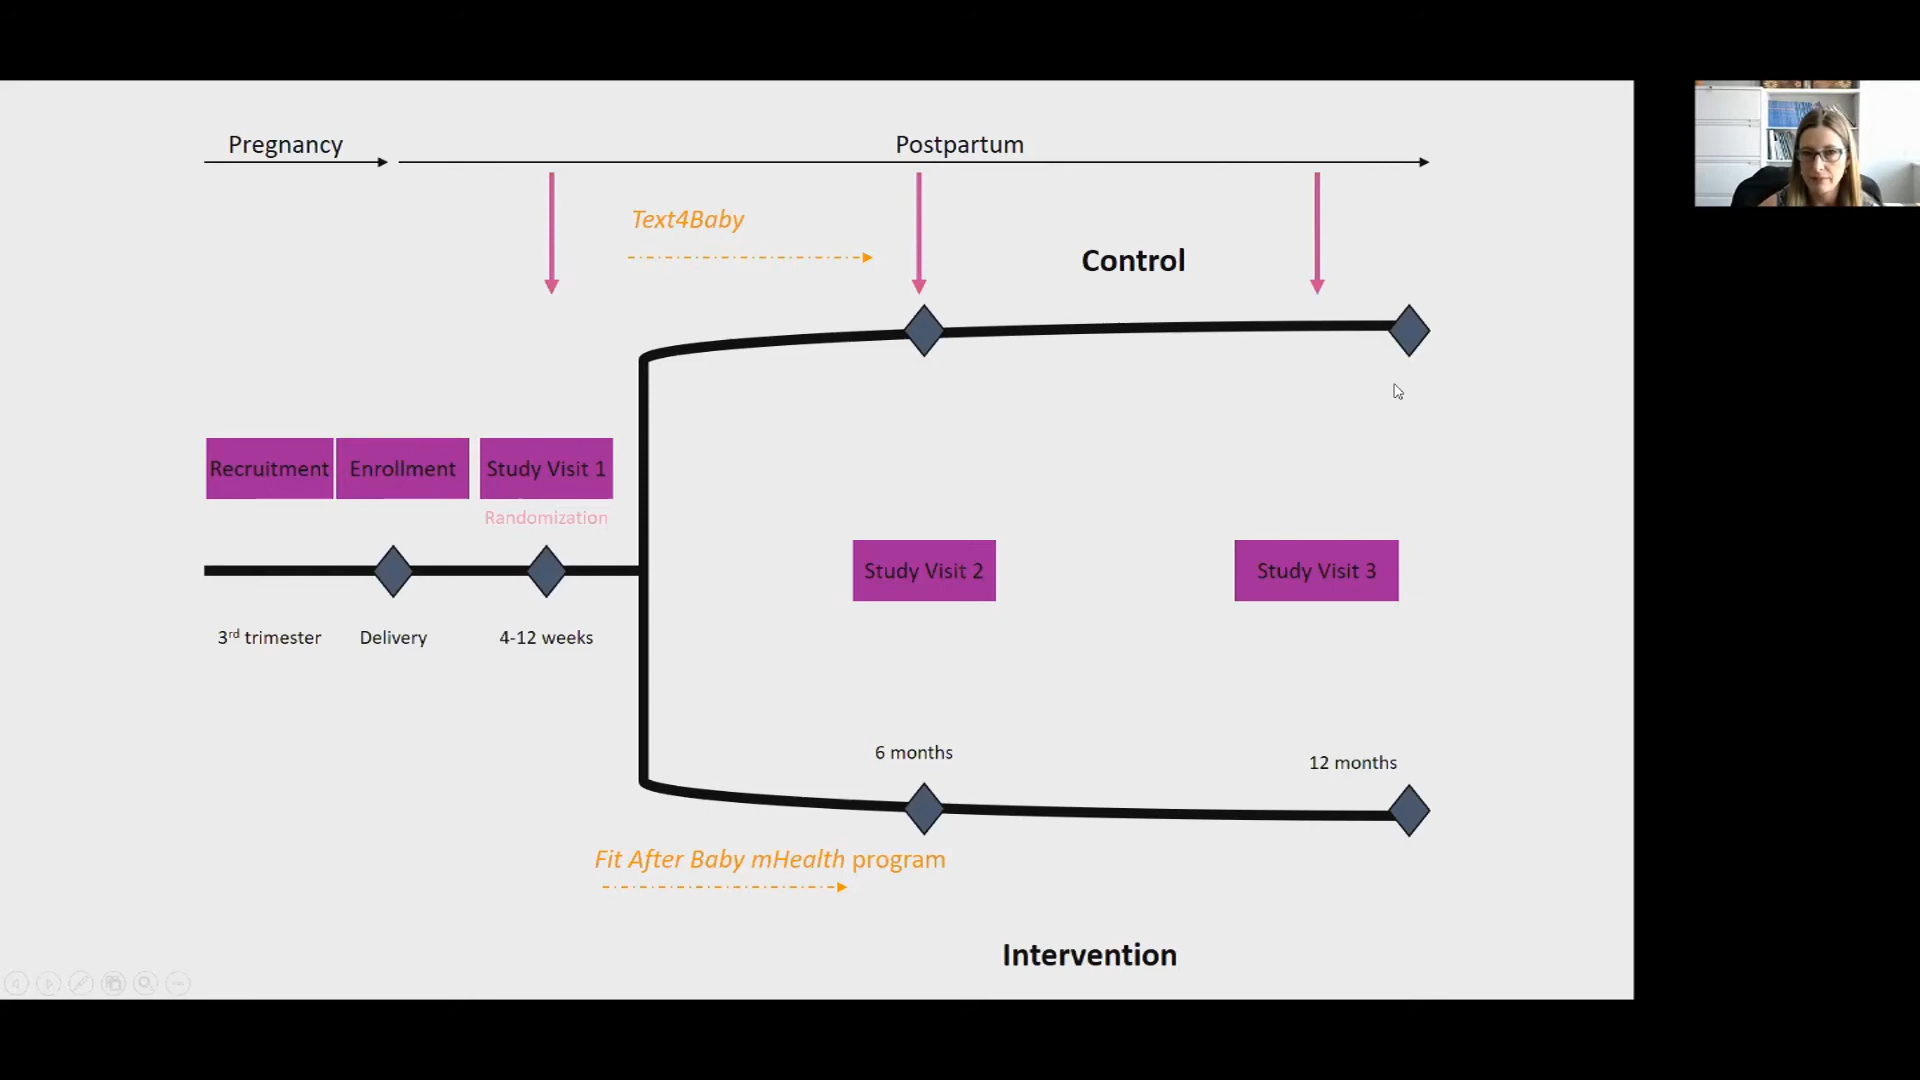 Pregnancy
Postpartum
Text4Baby
Control
Recruitment
Enrollment
Study Visit 1
Randomization
Study Visit 2
Study Visit 3
3rd trimester
Delivery
4-12 weeks
6 months
12 months
Fit After Baby mHealth program
Intervention